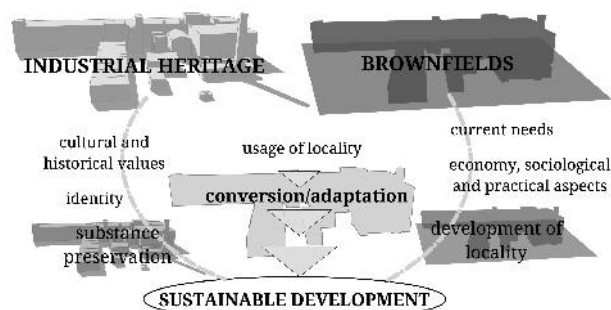 INDUSTRIAL HERITAGE
BROWNFIELDS
cultural and
historical values
identity
substance
preservation
usage of locality
conversion/adaptation
current needs
economy, sociological
and practical aspects
development of
locality
SUSTAINABLE DEVELOPMENT